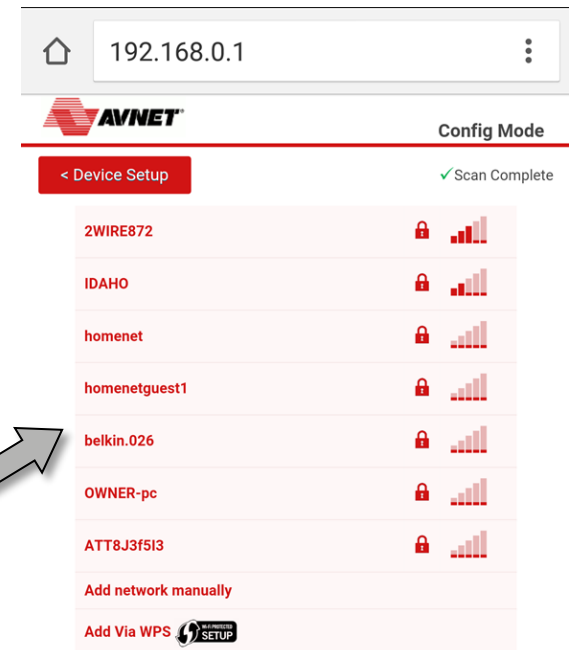 192.168.0.1
AVNET
Config Mode
< Device Setup
✓Scan Complete
2WIRE872
IDAHO
homenet
homenetguest1
belkin.026
OWNER-pc
ATT8J3f5I3
Add network manually
Add Via WPS WI-FI PROTECTED SETUP